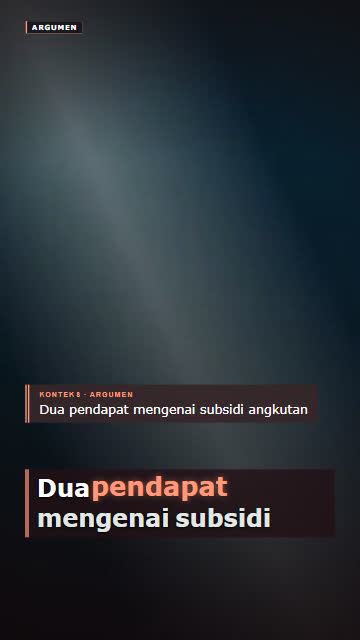 ARGUMEN
KONTEKS - ARGUMEN
Dua pendapat mengenai subsidi angkutan
Dua pendapat
mengenai subsidi